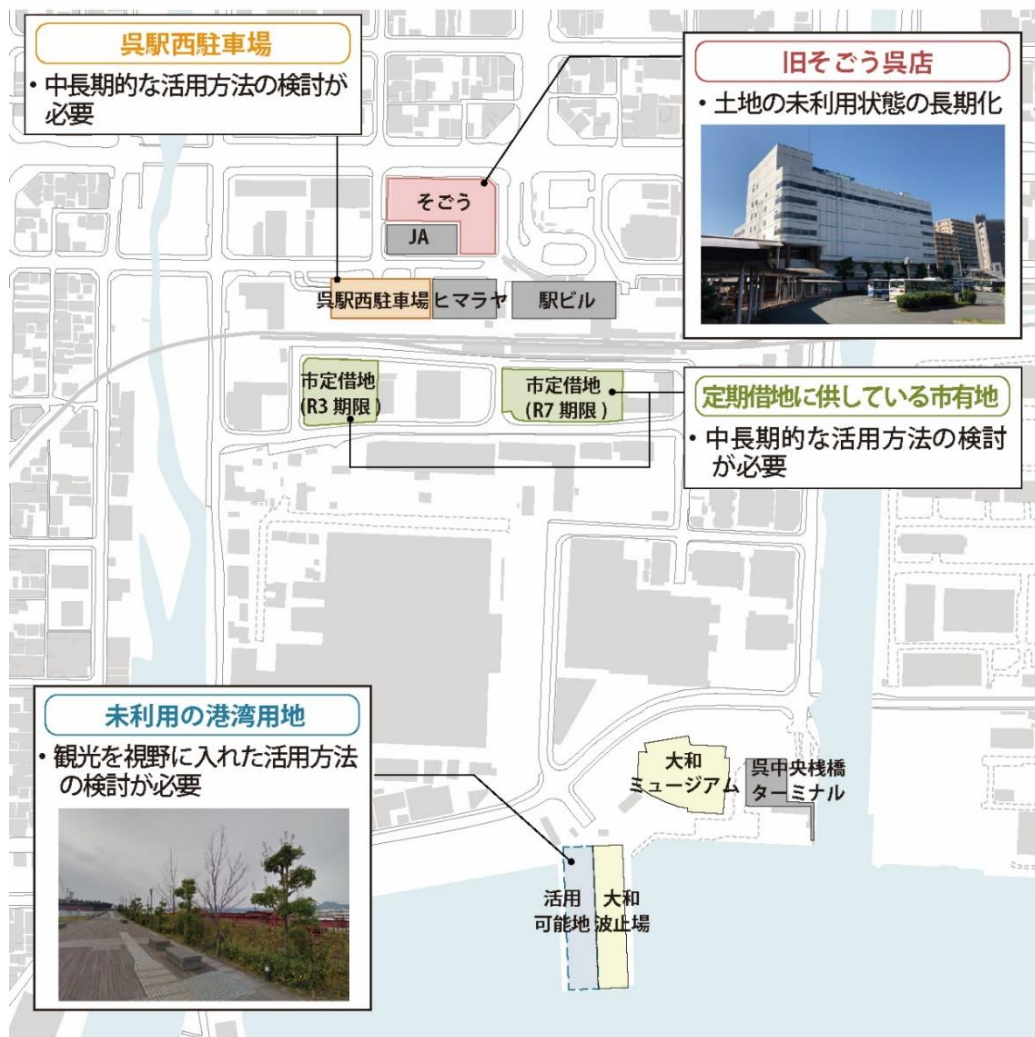 呉駅西駐車場
・中長期的な活用方法の検討が
必要
旧そごう呉店
・土地の未利用状態の長期化
そごう
JA
呉駅西駐車場
ヒマラヤ
駅ビル
市定借地
(R3 期限)
市定借地
(R7 期限)
定期借地に供している市有地
・中長期的な活用方法の検討
が必要
未利用の港湾用地
・観光を視野に入れた活用方法
の検討が必要
大和
ミュージアム
呉中央桟橋
ターミナル
活用
可能地
大和
波止場